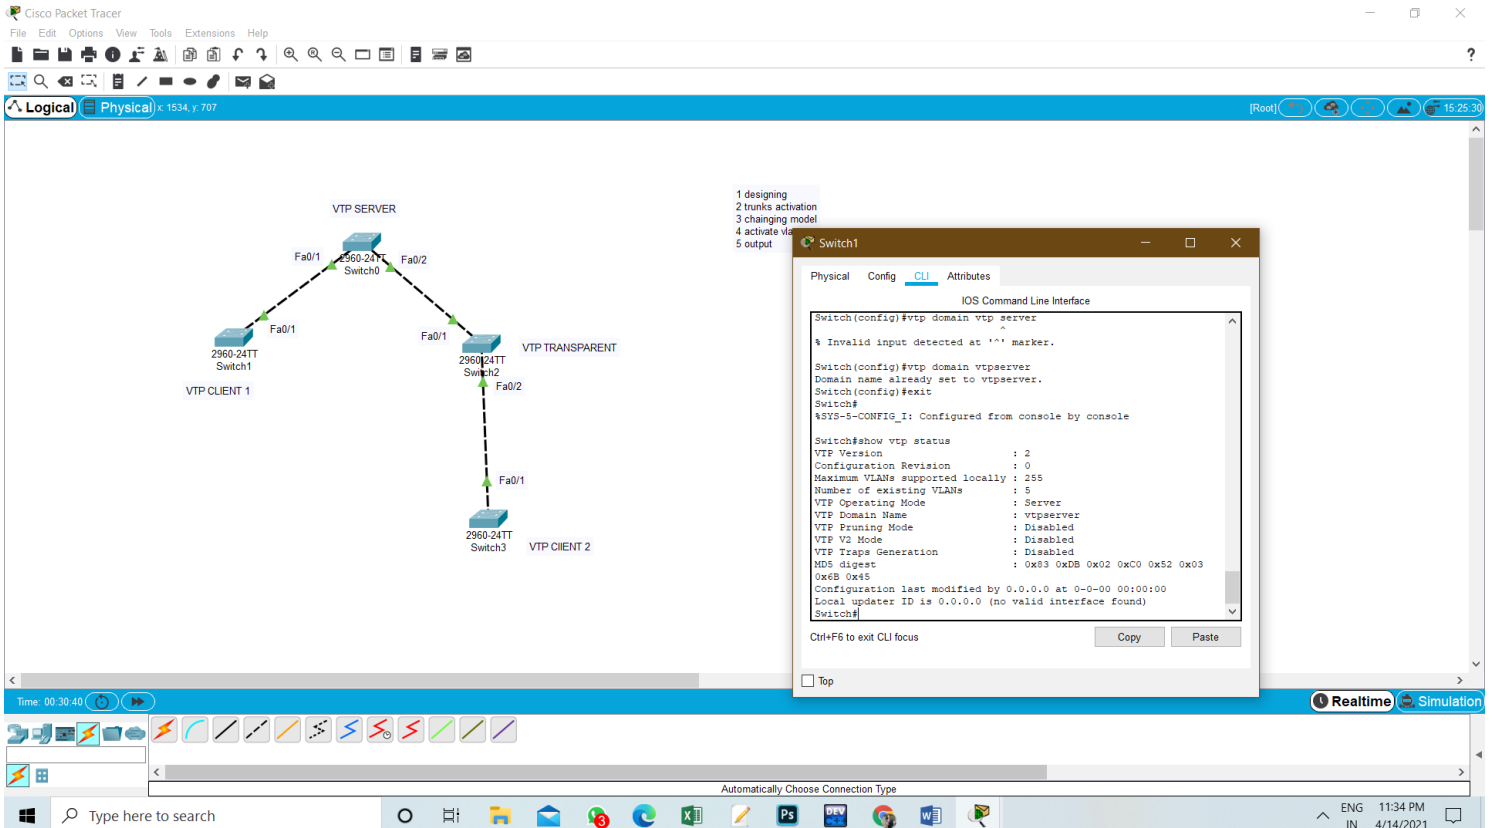 Cisco Packet Tracer
File Edit Options View Tools Extensions Help
?
Logical Physical x: 1534, y: 707
[Root] 15:25:30
1 designing
2 trunks activation
3 chainging model
4 activate vla
5 output
VTP SERVER
Fa0/1
2960-24TT
Switch0
Fa0/2
Fa0/1
2960-24TT
Switch1
VTP CLIENT 1
Fa0/1
2960-24TT
Switch2
VTP TRANSPARENT
Fa0/2
Fa0/1
2960-24TT
Switch3
VTP ClIENT 2
Switch1
Physical Config CLI Attributes
IOS Command Line Interface
Switch(config)#vtp domain vtp server
^
% Invalid input detected at '^' marker.
Switch(config)#vtp domain vtpserver
Domain name already set to vtpserver.
Switch(config)#exit
Switch#
%SYS-5-CONFIG_I: Configured from console by console
Switch#show vtp status
VTP Version : 2
Configuration Revision : 0
Maximum VLANs supported locally : 255
Number of existing VLANs : 5
VTP Operating Mode : Server
VTP Domain Name : vtpserver
VTP Pruning Mode : Disabled
VTP V2 Mode : Disabled
VTP Traps Generation : Disabled
MD5 digest : 0x83 0xDB 0x02 0xC0 0x52 0x03
0x6B 0x45
Configuration last modified by 0.0.0.0 at 0-0-00 00:00:00
Local updater ID is 0.0.0.0 (no valid interface found)
Switch#
Ctrl+F6 to exit CLI focus
Copy Paste
Top
Time: 00:30:40
Realtime Simulation
Automatically Choose Connection Type
Type here to search
3
Ps
DEV
ENG 11:34 PM
IN 4/14/2021